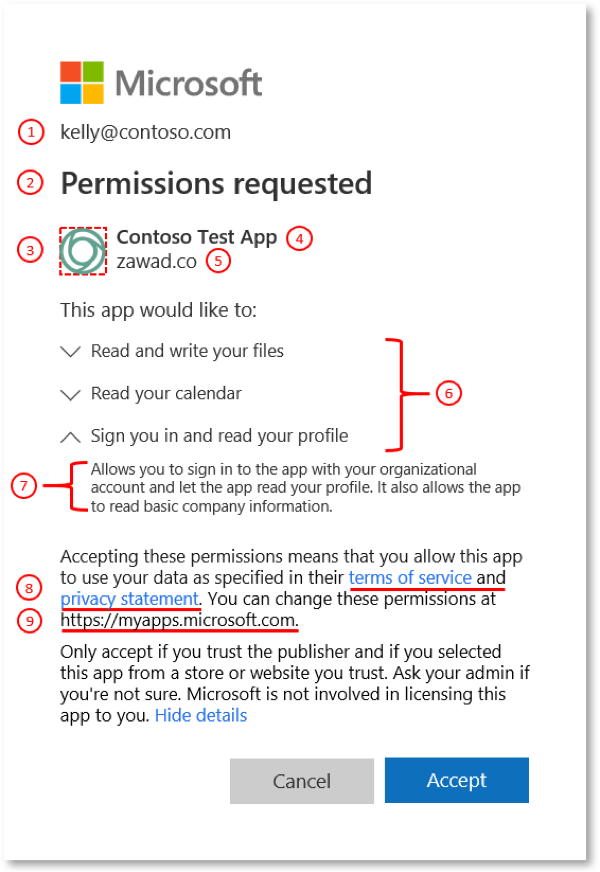 Microsoft
1 kelly@contoso.com
2 Permissions requested
3 Contoso Test App 4
zawad.co 5
This app would like to:
Read and write your files
Read your calendar 6
Sign you in and read your profile
Allows you to sign in to the app with your organizational
7 account and let the app read your profile. It also allows the app
to read basic company information.
Accepting these permissions means that you allow this app
to use your data as specified in their terms of service and
8 privacy statement. You can change these permissions at
9 https://myapps.microsoft.com.
Only accept if you trust the publisher and if you selected
this app from a store or website you trust. Ask your admin if
you're not sure. Microsoft is not involved in licensing this
app to you. Hide details
Cancel Accept